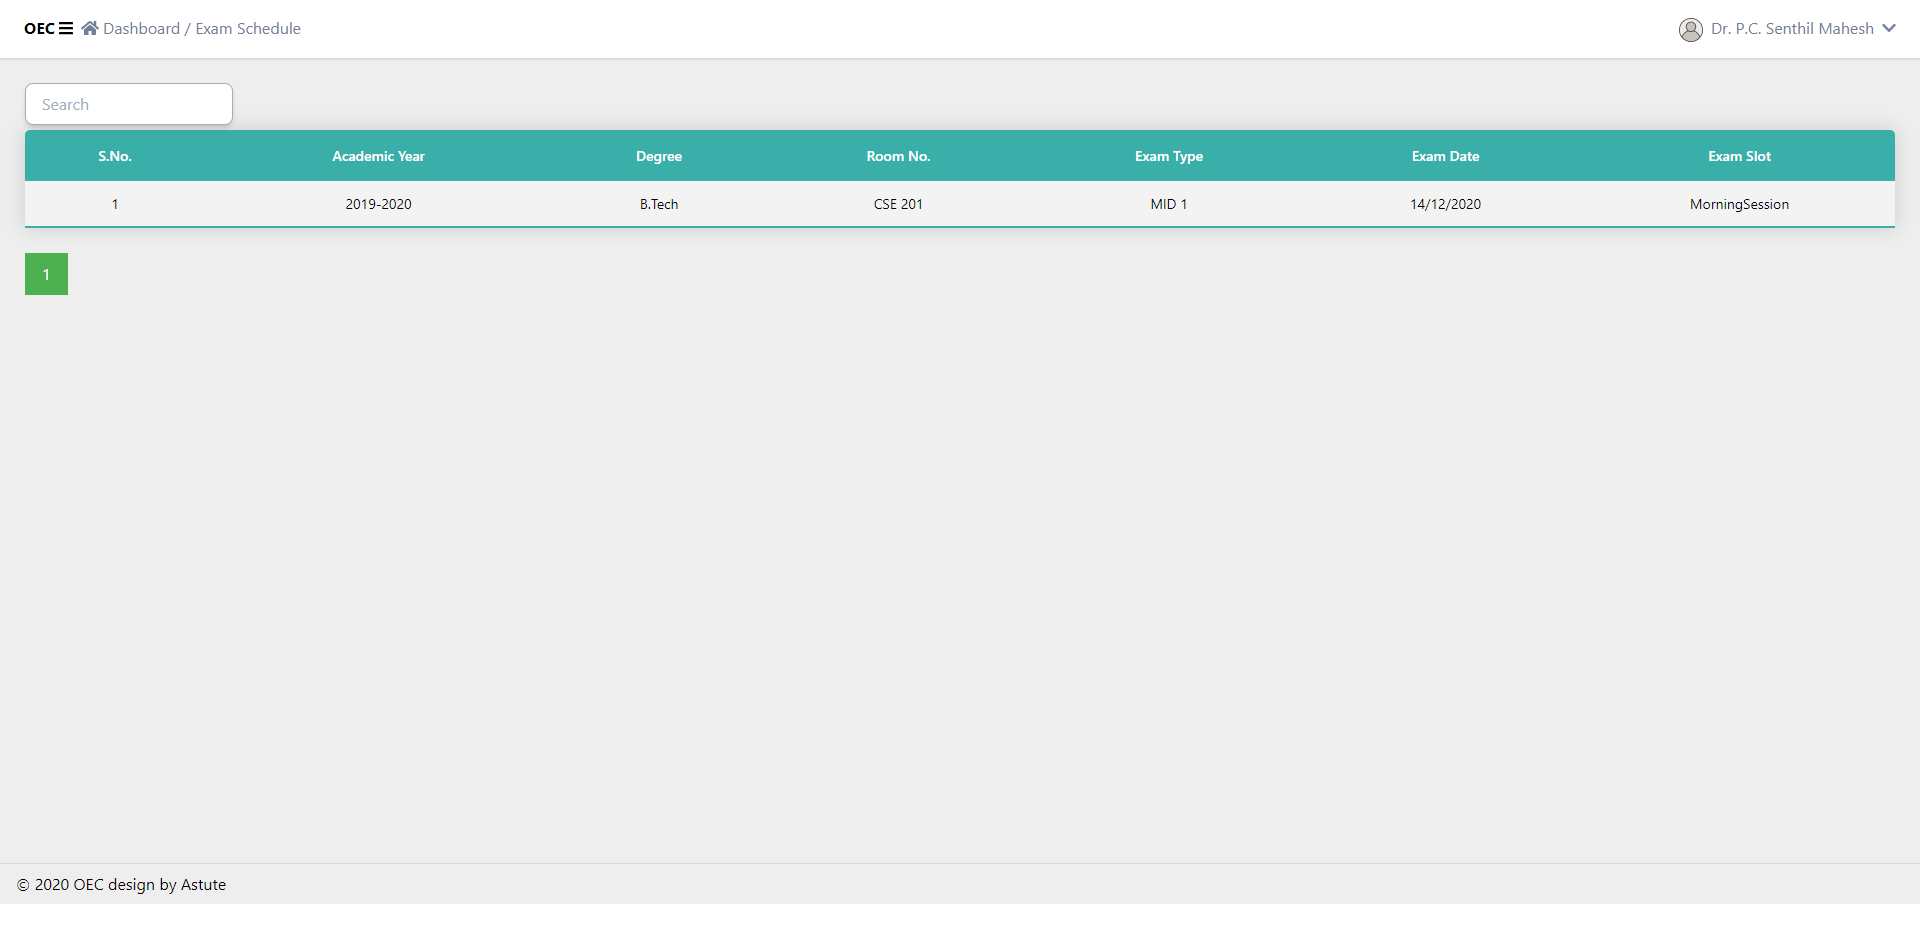 OEC Dashboard / Exam Schedule Dr. P.C. Senthil Mahesh
Search
S.No. Academic Year Degree Room No. Exam Type Exam Date Exam Slot
1 2019-2020 B.Tech CSE 201 MID 1 14/12/2020 MorningSession
1
© 2020 OEC design by Astute